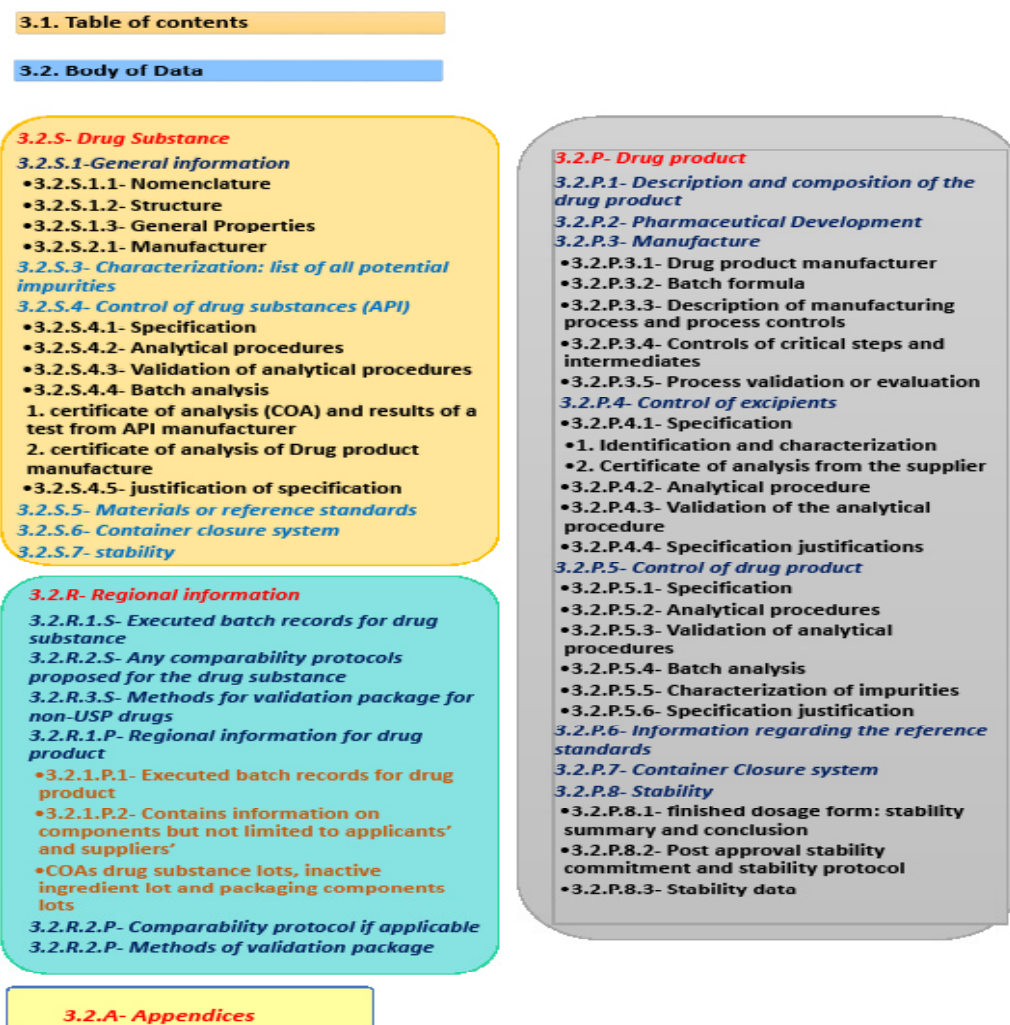 3.1. Table of contents
3.2. Body of Data
3.2.S- Drug Substance
3.2.S.1-General information
•3.2.S.1.1- Nomenclature
•3.2.S.1.2- Structure
•3.2.S.1.3- General Properties
•3.2.S.2.1- Manufacturer
3.2.S.3- Characterization: list of all potential
impurities
3.2.S.4- Control of drug substances (API)
•3.2.S.4.1- Specification
•3.2.S.4.2- Analytical procedures
•3.2.S.4.3- Validation of analytical procedures
•3.2.S.4.4- Batch analysis
1. certificate of analysis (COA) and results of a
test from API manufacturer
2. certificate of analysis of Drug product
manufacture
•3.2.S.4.5- justification of specification
3.2.S.5- Materials or reference standards
3.2.S.6- Container closure system
3.2.S.7- stability
3.2.R- Regional information
3.2.R.1.S- Executed batch records for drug
substance
3.2.R.2.S- Any comparability protocols
proposed for the drug substance
3.2.R.3.S- Methods for validation package for
non-USP drugs
3.2.R.1.P- Regional information for drug
product
•3.2.1.P.1- Executed batch records for drug
product
•3.2.1.P.2- Contains information on
components but not limited to applicants’
and suppliers’
•COAs drug substance lots, inactive
ingredient lot and packaging components
lots
3.2.R.2.P- Comparability protocol if applicable
3.2.R.2.P- Methods of validation package
3.2.A- Appendices
3.2.P- Drug product
3.2.P.1- Description and composition of the
drug product
3.2.P.2- Pharmaceutical Development
3.2.P.3- Manufacture
•3.2.P.3.1- Drug product manufacturer
•3.2.P.3.2- Batch formula
•3.2.P.3.3- Description of manufacturing
process and process controls
•3.2.P.3.4- Controls of critical steps and
intermediates
•3.2.P.3.5- Process validation or evaluation
3.2.P.4- Control of excipients
•3.2.P.4.1- Specification
•1. Identification and characterization
•2. Certificate of analysis from the supplier
•3.2.P.4.2- Analytical procedure
•3.2.P.4.3- Validation of the analytical
procedure
•3.2.P.4.4- Specification justifications
3.2.P.5- Control of drug product
•3.2.P.5.1- Specification
•3.2.P.5.2- Analytical procedures
•3.2.P.5.3- Validation of analytical
procedures
•3.2.P.5.4- Batch analysis
•3.2.P.5.5- Characterization of impurities
•3.2.P.5.6- Specification justification
3.2.P.6- Information regarding the reference
standards
3.2.P.7- Container Closure system
3.2.P.8- Stability
•3.2.P.8.1- finished dosage form: stability
summary and conclusion
•3.2.P.8.2- Post approval stability
commitment and stability protocol
•3.2.P.8.3- Stability data